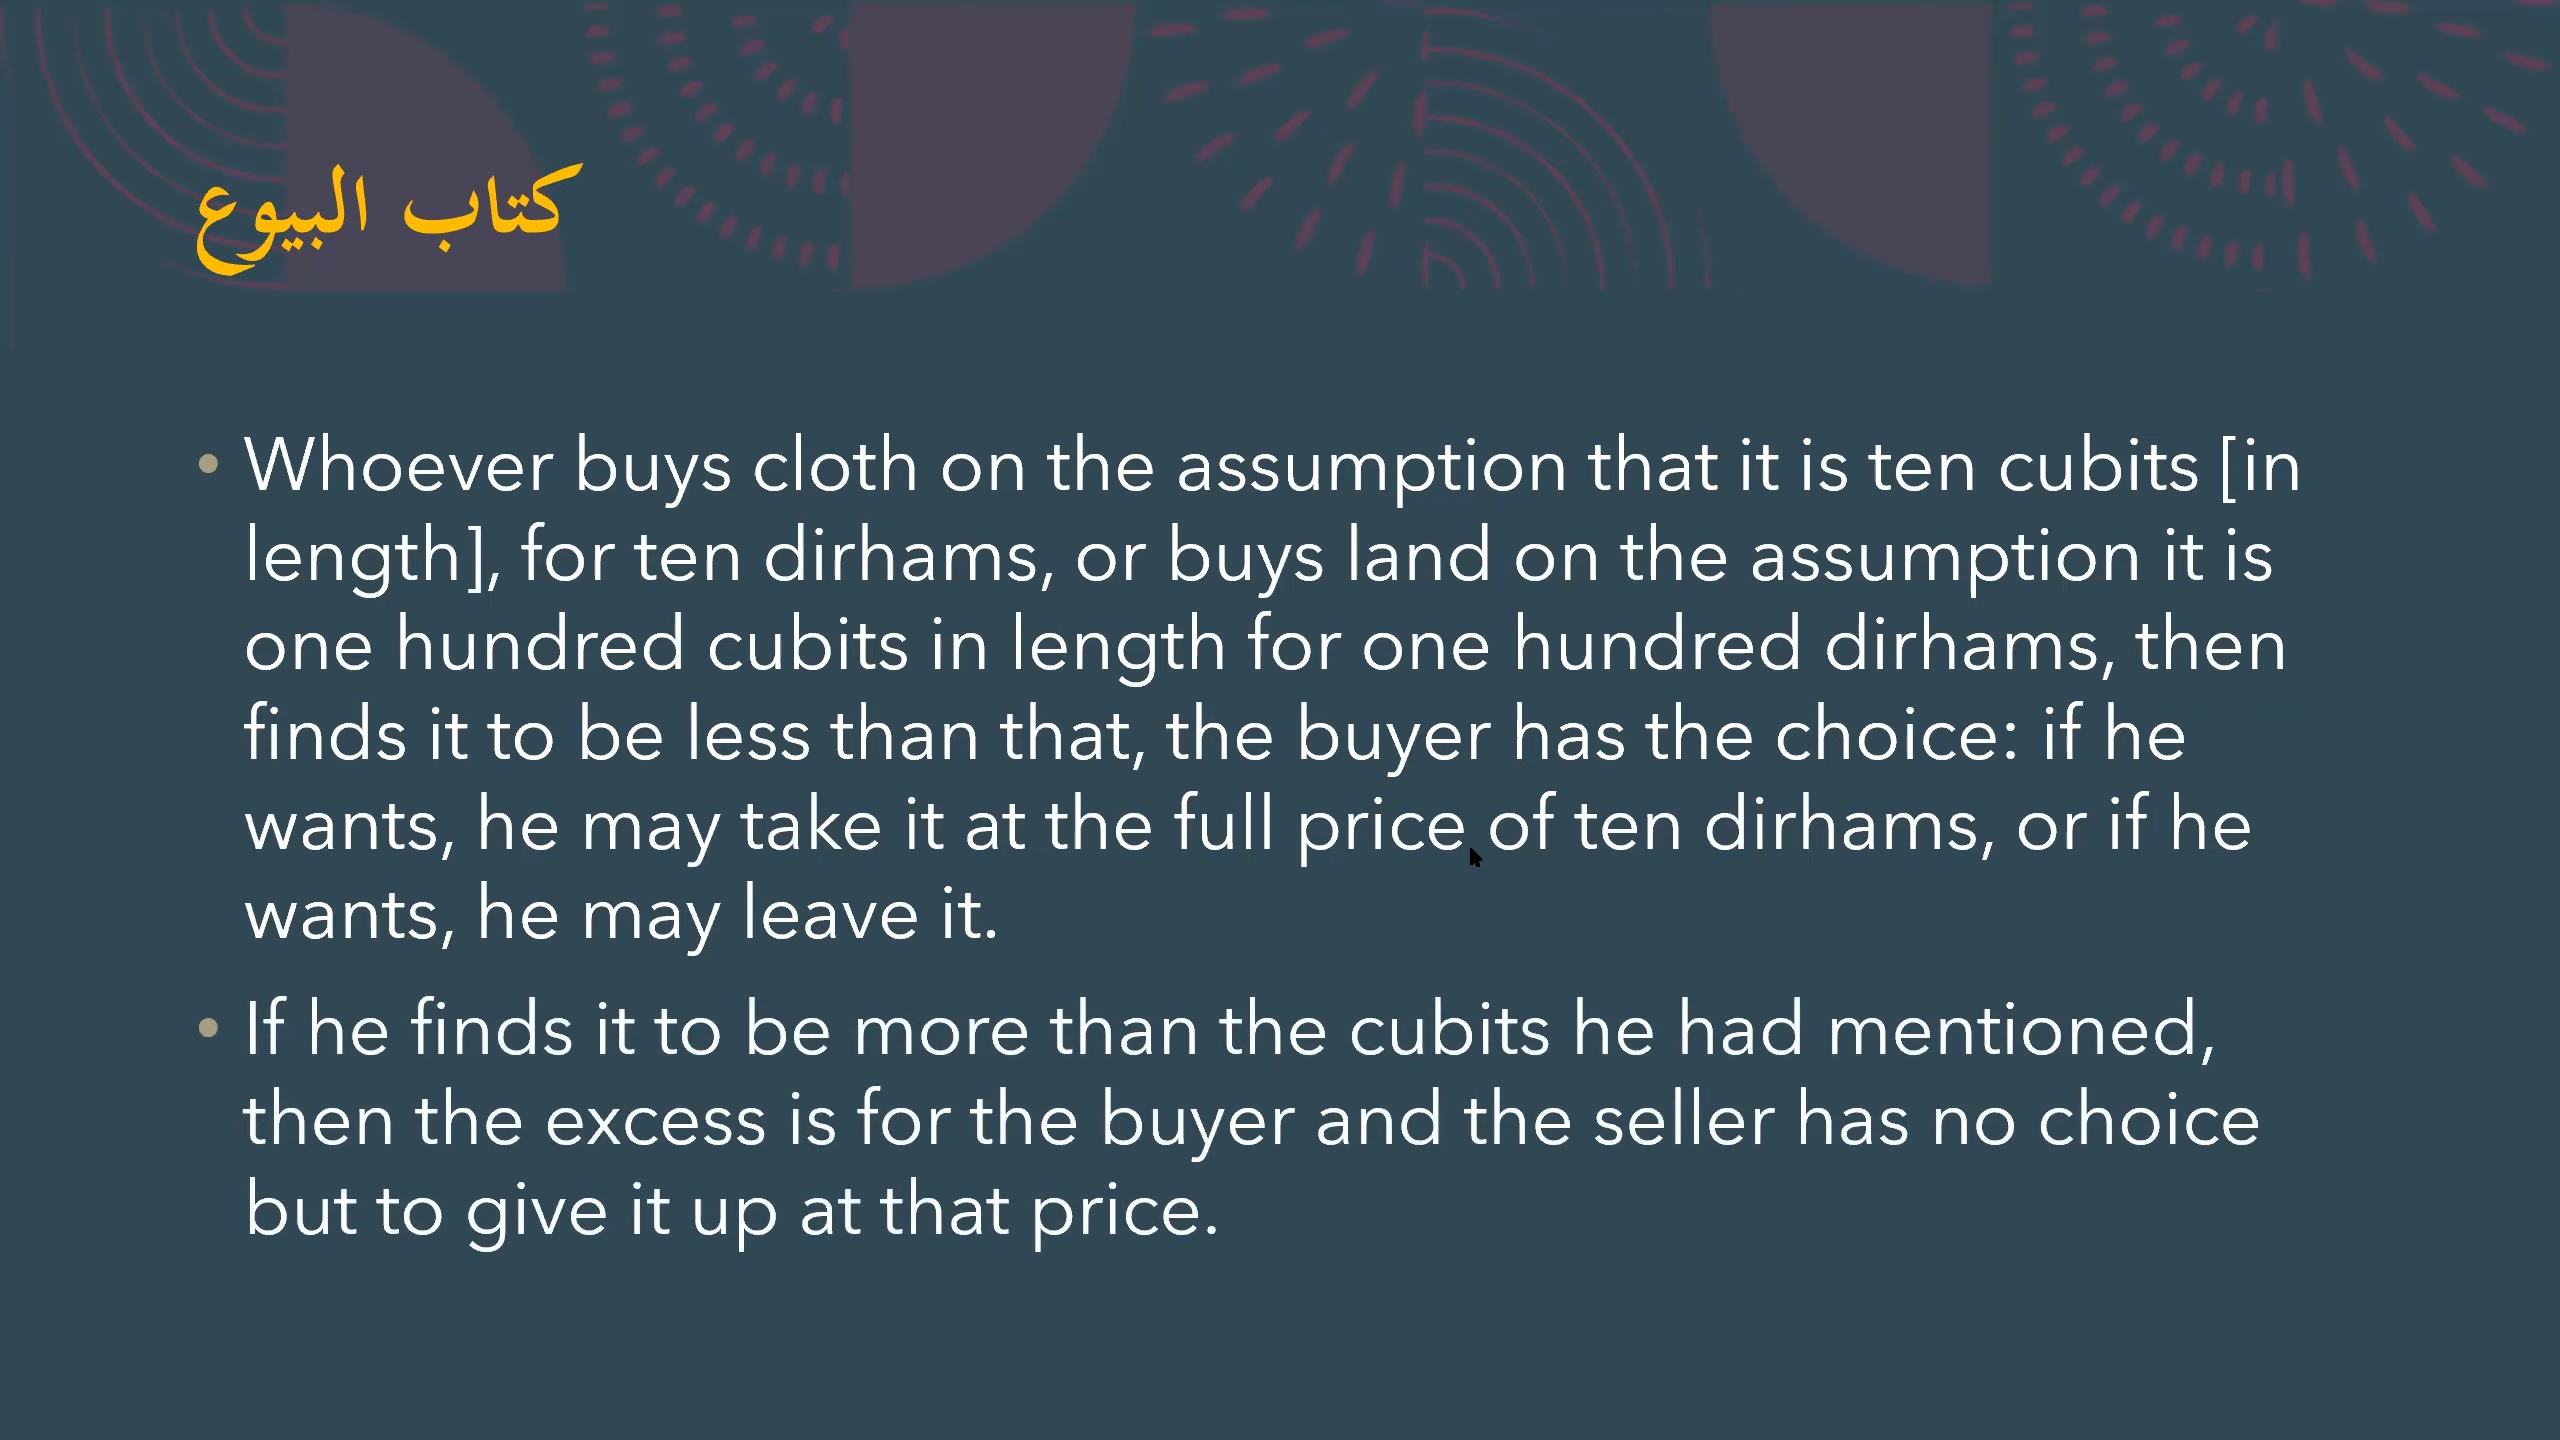 كتاب البيوع
• Whoever buys cloth on the assumption that it is ten cubits [in
length], for ten dirhams, or buys land on the assumption it is
one hundred cubits in length for one hundred dirhams, then
finds it to be less than that, the buyer has the choice: if he
wants, he may take it at the full price of ten dirhams, or if he
wants, he may leave it.
• If he finds it to be more than the cubits he had mentioned,
then the excess is for the buyer and the seller has no choice
but to give it up at that price.